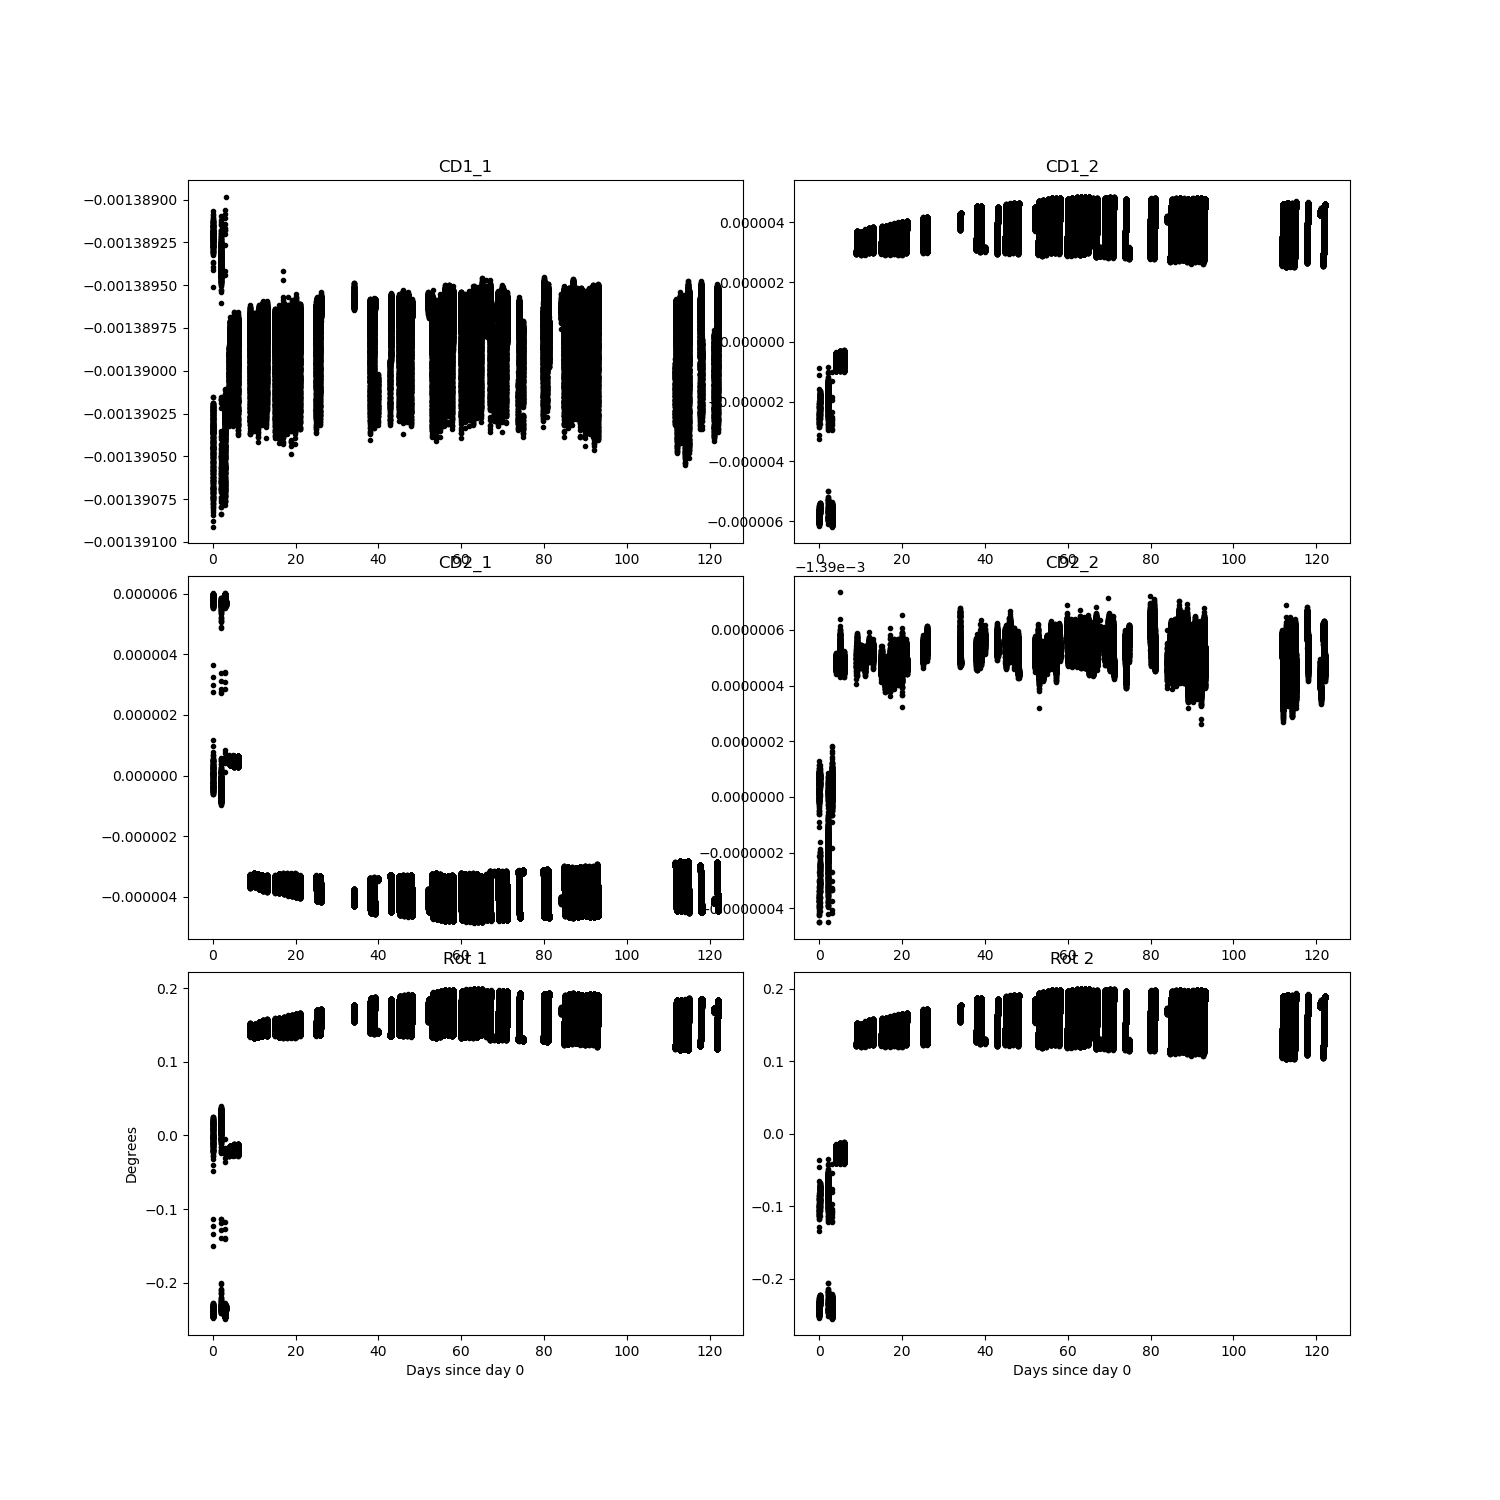 CD1_1
−0.00138900
−0.00138925
−0.00138950
−0.00138975
−0.00139000
−0.00139025
−0.00139050
−0.00139075
−0.00139100
0 20 40 60 80 100 120
CD1_2
0.000004
0.000002
0.000000
−0.000002
−0.000004
−0.000006
0 20 40 60 80 100 120
CD2_1
0.000006
0.000004
0.000002
0.000000
−0.000002
−0.000004
0 20 40 60 80 100 120
CD2_2
−1.39e−3
0.0000006
0.0000004
0.0000002
0.0000000
−0.0000002
−0.0000004
0 20 40 60 80 100 120
Rot 1
0.2
0.1
0.0
−0.1
−0.2
Degrees
0 20 40 60 80 100 120
Days since day 0
Rot 2
0.2
0.1
0.0
−0.1
−0.2
0 20 40 60 80 100 120
Days since day 0